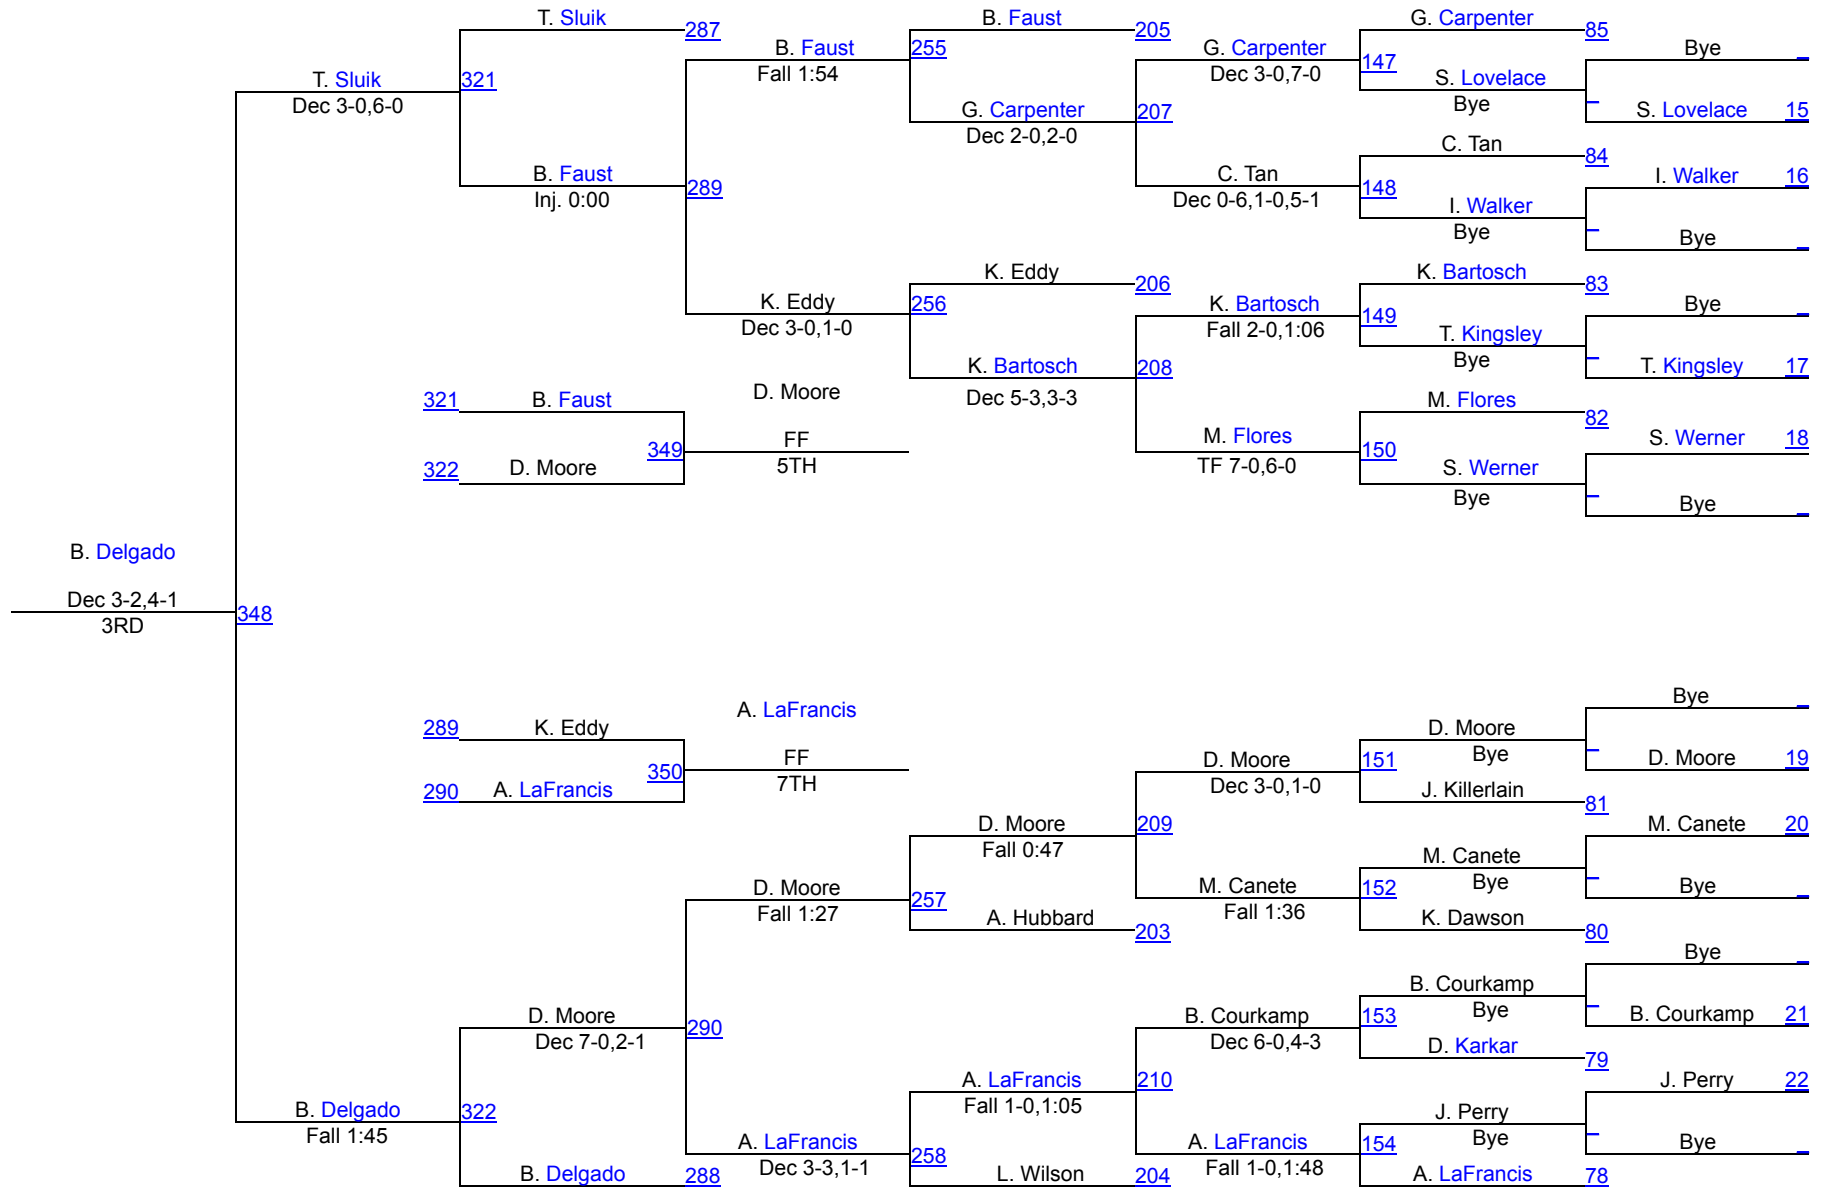 T. Sluik
287
B. Faust
205
G. Carpenter
85
B. Faust
255
Fall 1:54
G. Carpenter
Dec 3-0,7-0
147
Bye
T. Sluik
321
Dec 3-0,6-0
S. Lovelace
Bye
G. Carpenter
207
Dec 2-0,2-0
S. Lovelace
15
C. Tan
84
B. Faust
289
Inj. 0:00
C. Tan
148
Dec 0-6,1-0,5-1
I. Walker
16
I. Walker
Bye
Bye
K. Eddy
206
K. Bartosch
83
K. Eddy
256
Dec 3-0,1-0
K. Bartosch
149
Fall 2-0,1:06
Bye
T. Kingsley
Bye
K. Bartosch
208
Dec 5-3,3-3
T. Kingsley
17
321
B. Faust
D. Moore
M. Flores
82
349
FF
5TH
M. Flores
150
TF 7-0,6-0
S. Werner
18
322
D. Moore
S. Werner
Bye
Bye
B. Delgado
Dec 3-2,4-1
348
3RD
Bye
289
K. Eddy
A. LaFrancis
D. Moore
Bye
350
FF
7TH
D. Moore
151
Dec 3-0,1-0
D. Moore
19
290
A. LaFrancis
J. Killerlain
81
D. Moore
209
Fall 0:47
M. Canete
20
M. Canete
Bye
D. Moore
257
Fall 1:27
M. Canete
152
Fall 1:36
Bye
A. Hubbard
203
K. Dawson
80
Bye
B. Courkamp
Bye
D. Moore
290
Dec 7-0,2-1
B. Courkamp
153
Dec 6-0,4-3
B. Courkamp
21
D. Karkar
79
A. LaFrancis
210
Fall 1-0,1:05
J. Perry
22
B. Delgado
322
Fall 1:45
J. Perry
Bye
A. LaFrancis
258
Dec 3-3,1-1
A. LaFrancis
154
Fall 1-0,1:48
Bye
B. Delgado
288
L. Wilson
204
A. LaFrancis
78